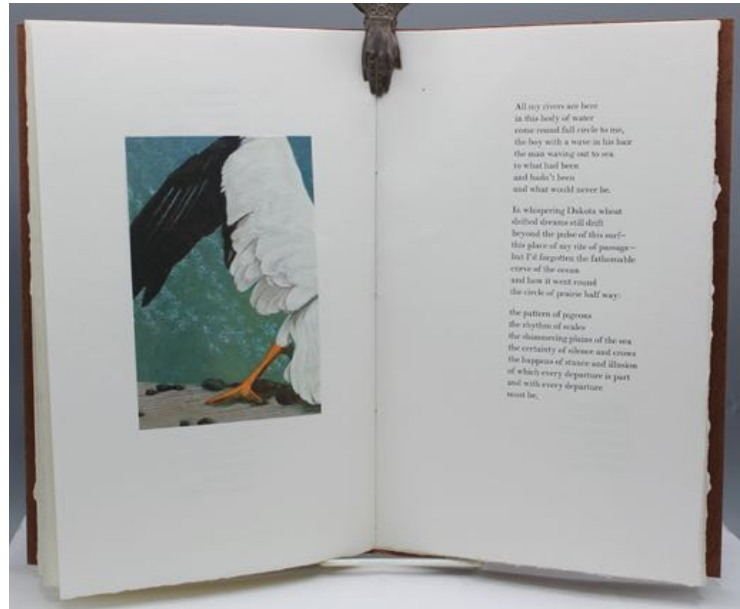 All my rivers are here
in this body of water
come round full circle to me,
the boy with a wave in his hair
the man waving out to sea
to what had been
and hadn't been
and what would never be.
In whispering Dakota wheat
drifted dreams still drift
beyond the pulse of this surf—
this place of my rite of passage—
but I'd forgotten the fathomable
curve of the ocean
and how it went round
the circle of prairie half way:
the pattern of pigeons
the rhythm of scales
the shimmering plains of the sea
the certainty of silence and crows
the happens of stance and illusion
of which every departure is part
and with every departure
must be.